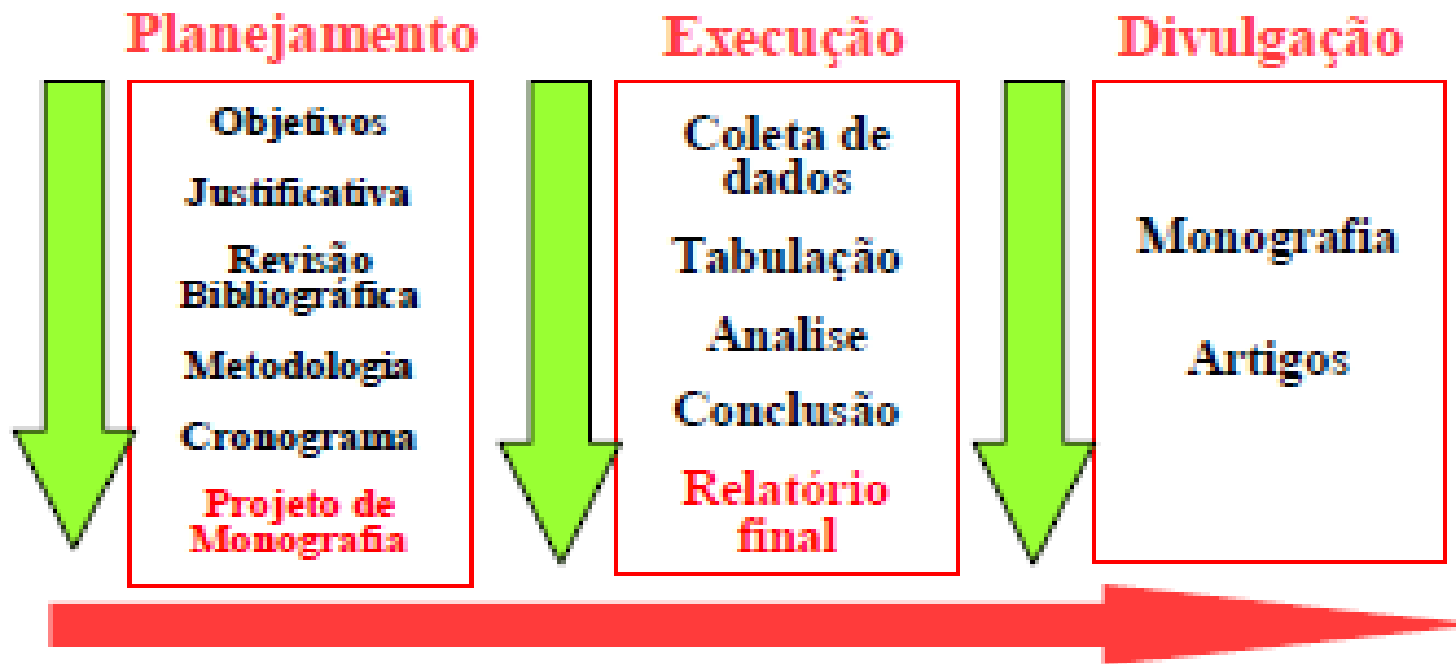 Planejamento
Objetivos
Justificativa
Revisão
Bibliográfica
Metodologia
Cronograma
Projeto de
Monografia
Execução
Coleta de
dados
Tabulação
Analise
Conclusão
Relatório
final
Divulgação
Monografia
Artigos